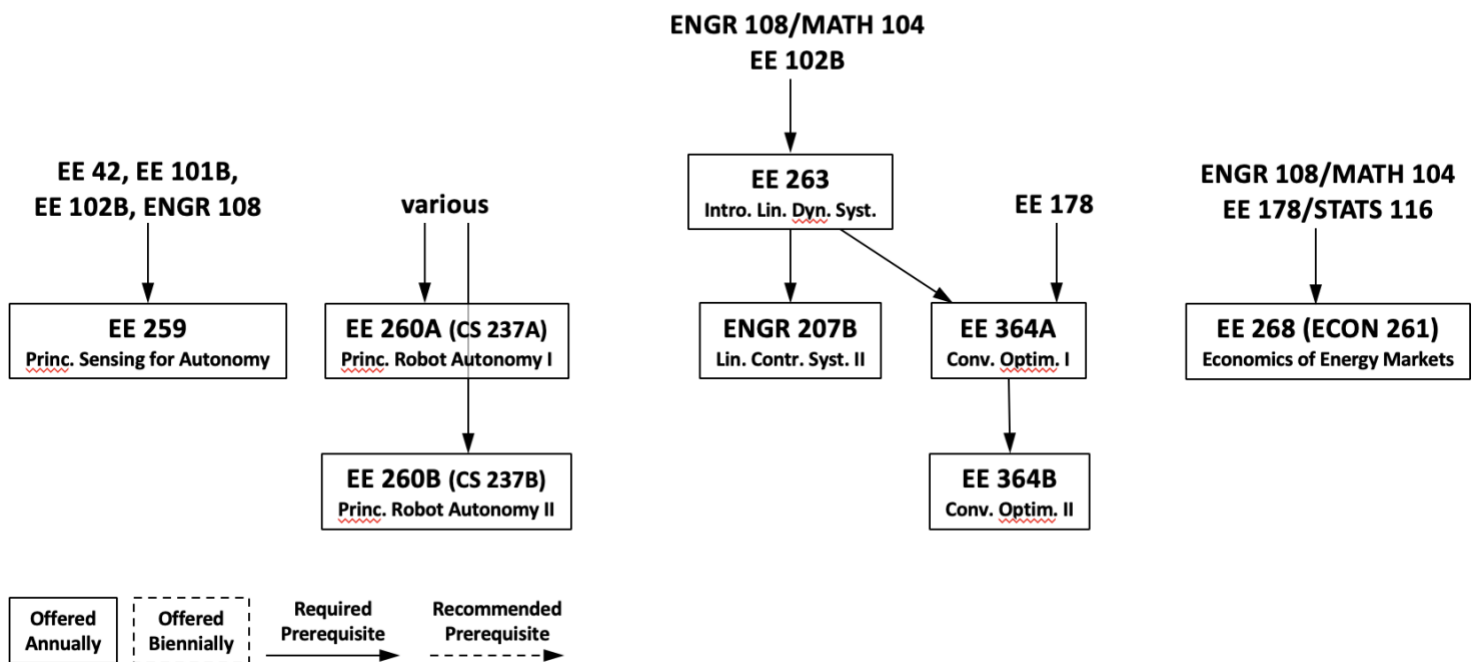 ENGR 108/MATH 104
EE 102B
EE 42, EE 101B,
EE 102B, ENGR 108
various
EE 263
Intro. Lin. Dyn. Syst.
EE 178
ENGR 108/MATH 104
EE 178/STATS 116
EE 259
Princ. Sensing for Autonomy
EE 260A (CS 237A)
Princ. Robot Autonomy I
ENGR 207B
Lin. Contr. Syst. II
EE 364A
Conv. Optim. I
EE 268 (ECON 261)
Economics of Energy Markets
EE 260B (CS 237B)
Princ. Robot Autonomy II
EE 364B
Conv. Optim. II
Offered
Annually
Offered
Biennially
Required
Prerequisite
Recommended
Prerequisite